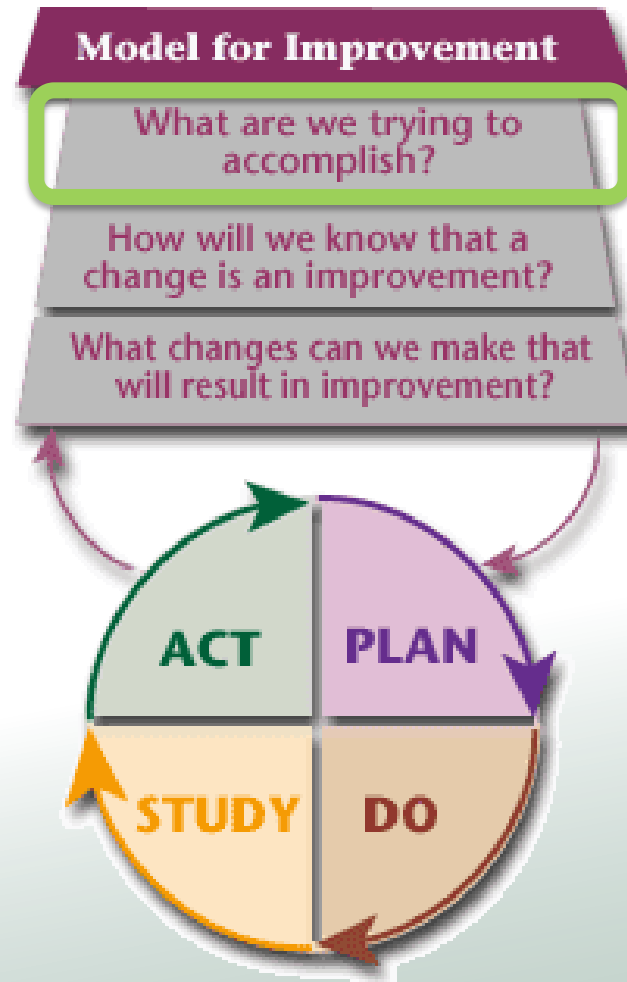 Model for Improvement
What are we trying to
accomplish?
How will we know that a
change is an improvement?
What changes can we make that
will result in improvement?
ACT
PLAN
STUDY
DO